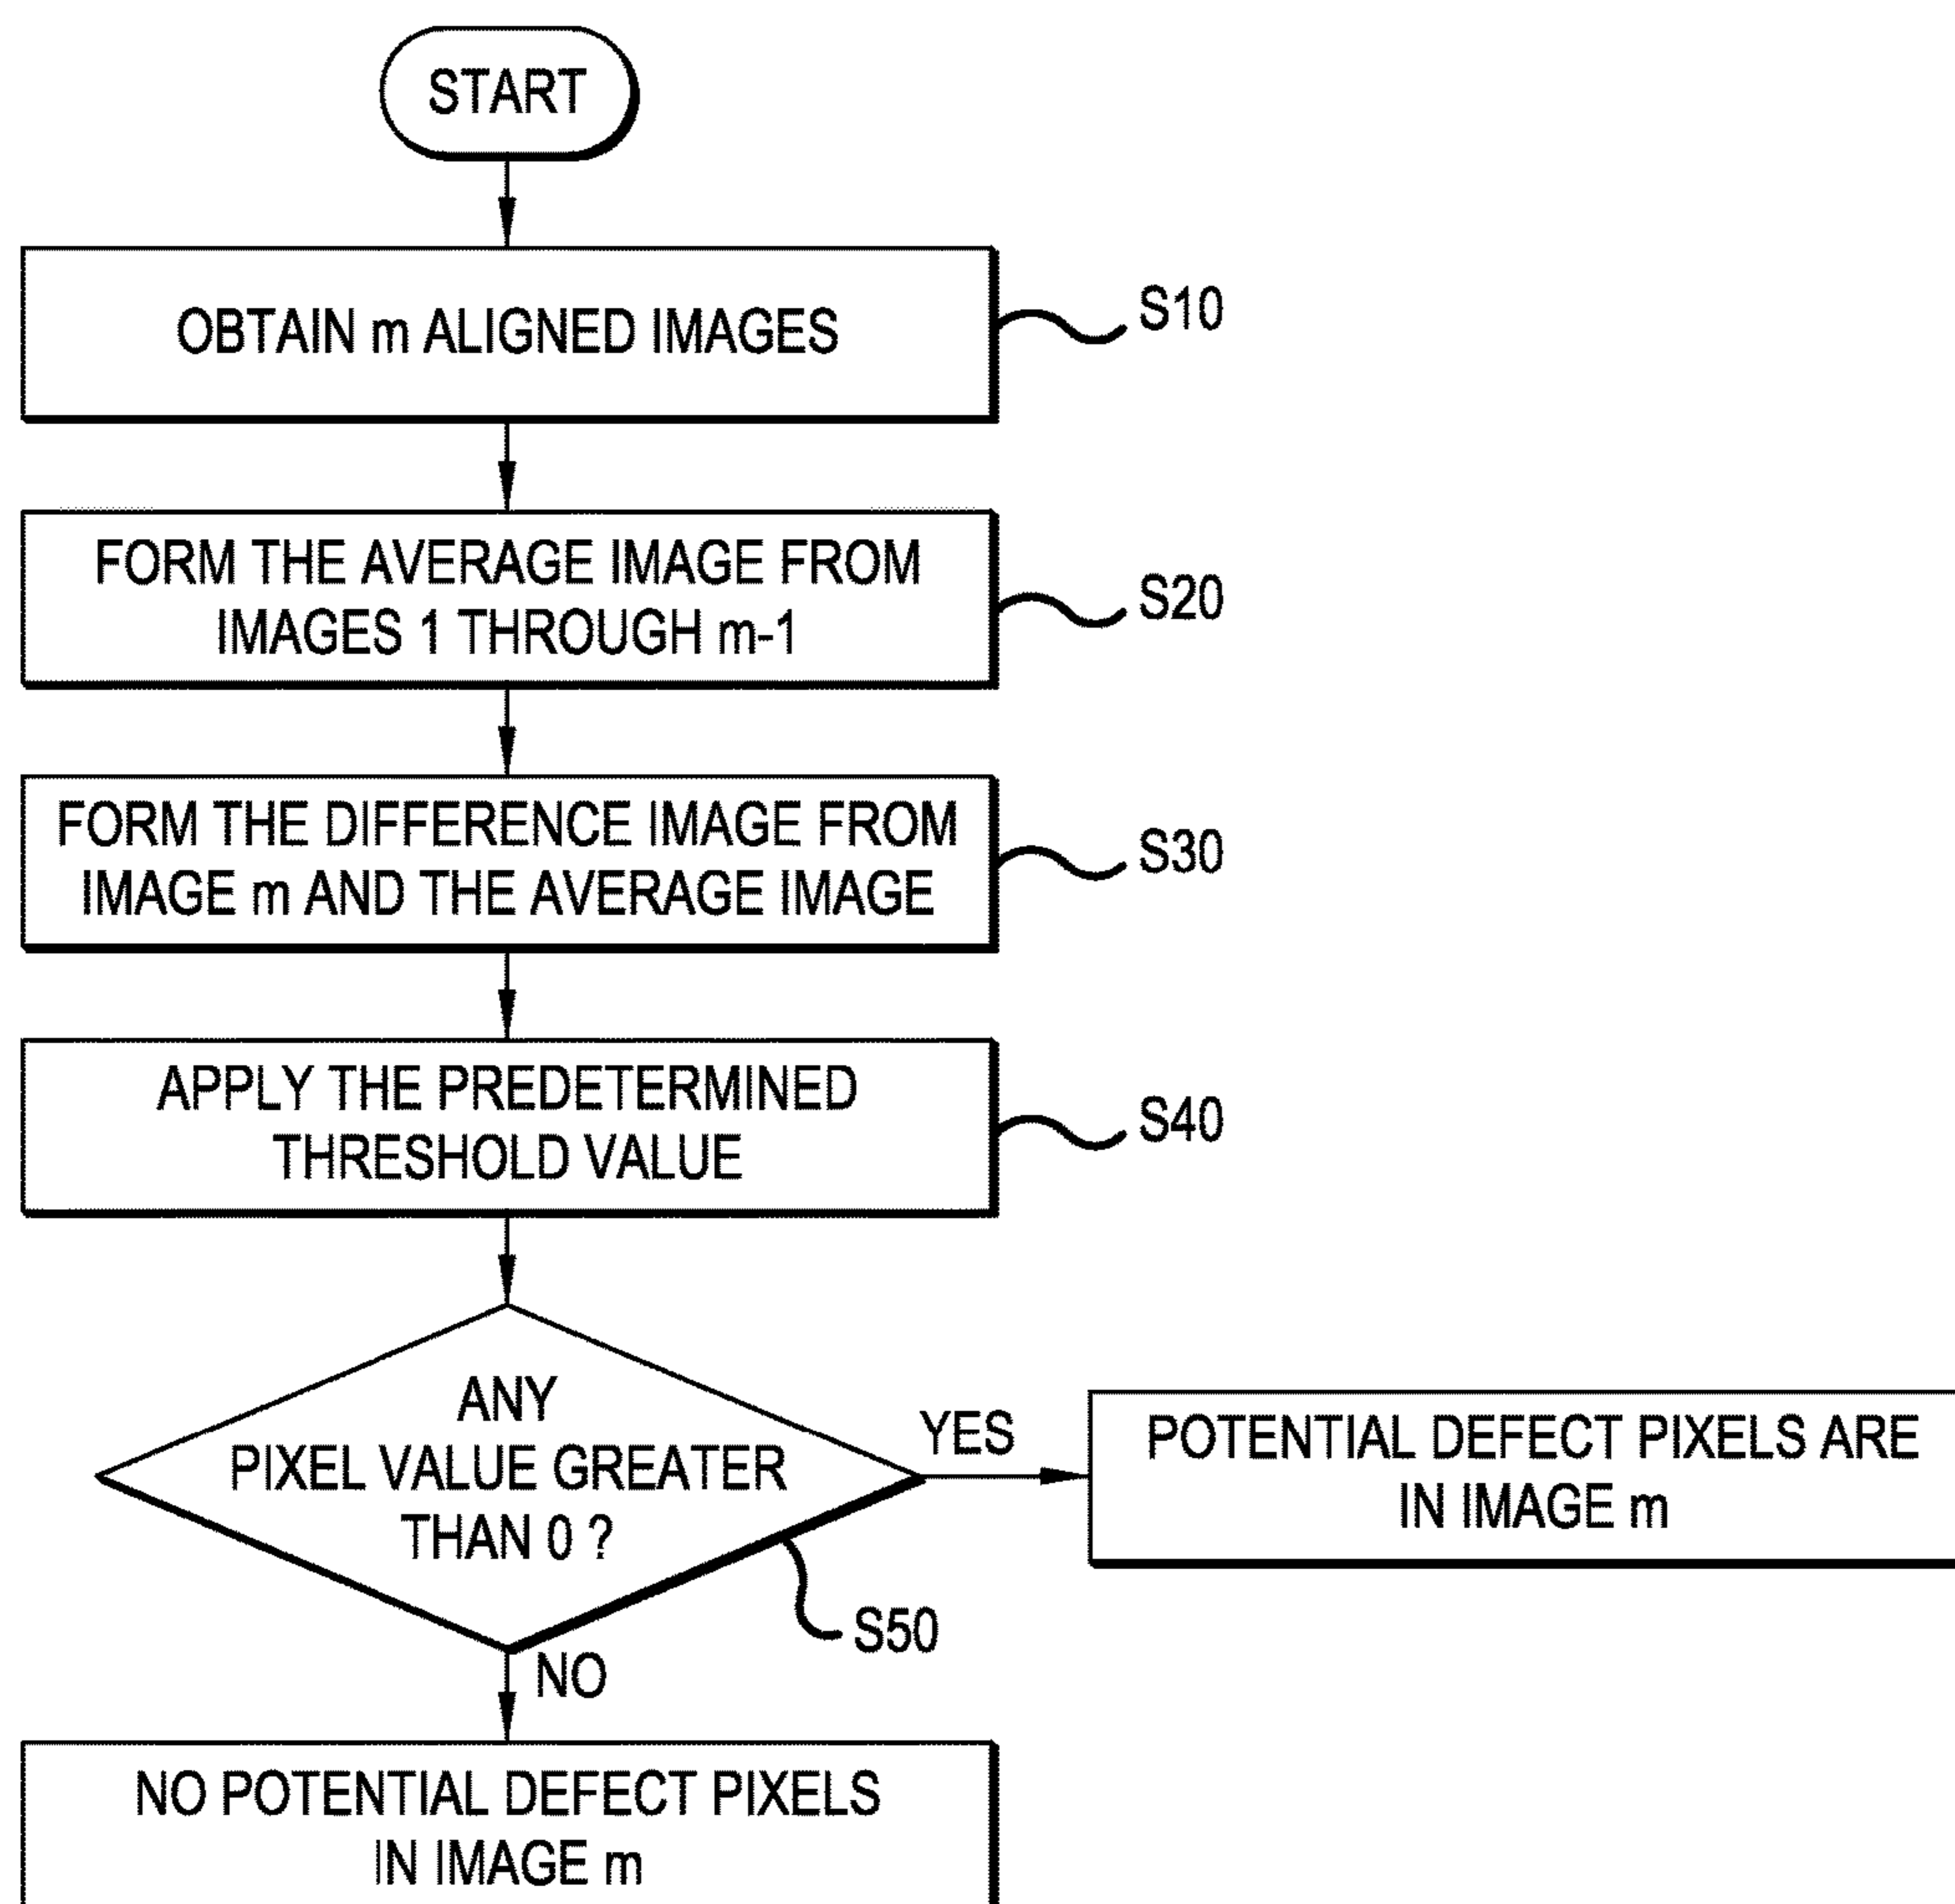 START
OBTAIN m ALIGNED IMAGES
S10
FORM THE AVERAGE IMAGE FROM
IMAGES 1 THROUGH m-1
S20
FORM THE DIFFERENCE IMAGE FROM
IMAGE m AND THE AVERAGE IMAGE
S30
APPLY THE PREDETERMINED
THRESHOLD VALUE
S40
ANY
PIXEL VALUE GREATER
THAN 0 ?
S50
YES
POTENTIAL DEFECT PIXELS ARE
IN IMAGE m
NO
NO POTENTIAL DEFECT PIXELS
IN IMAGE m